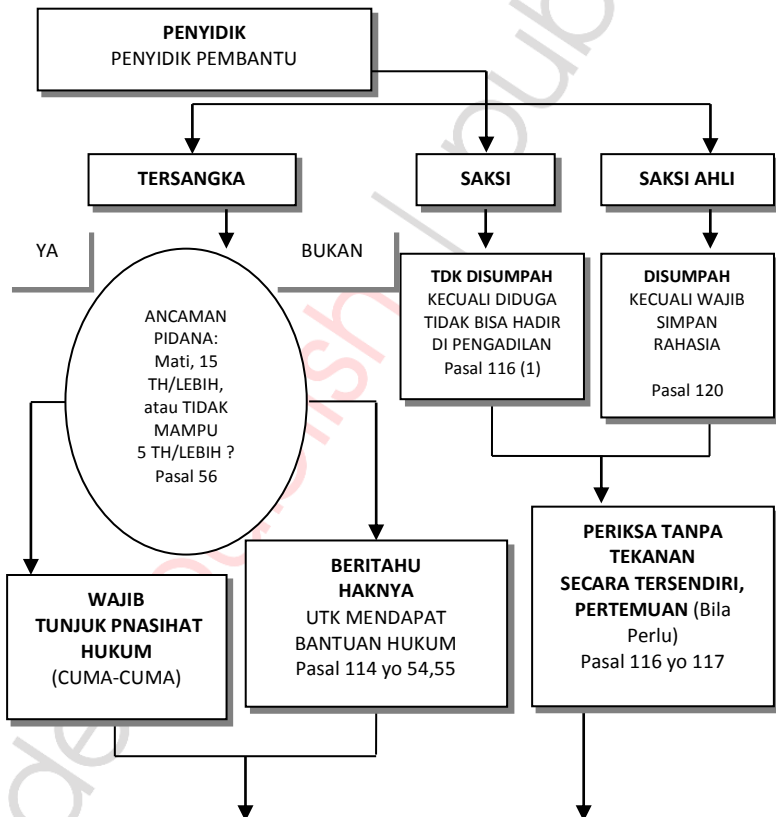 PENYIDIK
PENYIDIK PEMBANTU
TERSANGKA
SAKSI
SAKSI AHLI
YA
BUKAN
ANCAMAN
PIDANA:
Mati, 15
TH/LEBIH,
atau TIDAK
MAMPU
5 TH/LEBIH ?
Pasal 56
TDK DISUMPAH
KECUALI DIDUGA
TIDAK BISA HADIR
DI PENGADILAN
Pasal 116 (1)
DISUMPAH
KECUALI WAJIB
SIMPAN
RAHASIA
Pasal 120
WAJIB
TUNJUK PNASIHAT
HUKUM
(CUMA-CUMA)
BERITAHU
HAKNYA
UTK MENDAPAT
BANTUAN HUKUM
Pasal 114 yo 54,55
PERIKSA TANPA
TEKANAN
SECARA TERSENDIRI,
PERTEMUAN (Bila
Perlu)
Pasal 116 yo 117